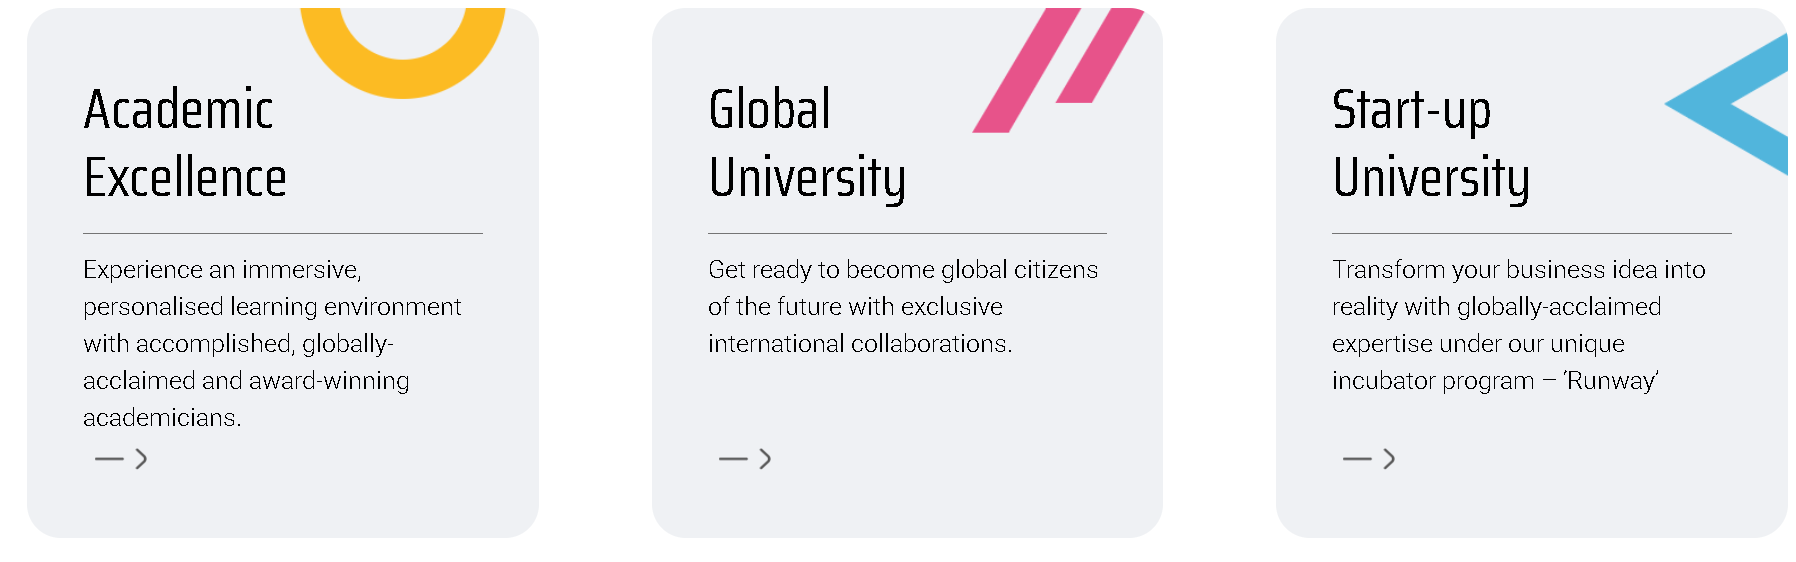 Academic
Excellence
Experience an immersive,
personalised learning environment
with accomplished, globally-
acclaimed and award-winning
academicians.
Global
University
Get ready to become global citizens
of the future with exclusive
international collaborations.
Start-up
University
Transform your business idea into
reality with globally-acclaimed
expertise under our unique
incubator program – ‘Runway’